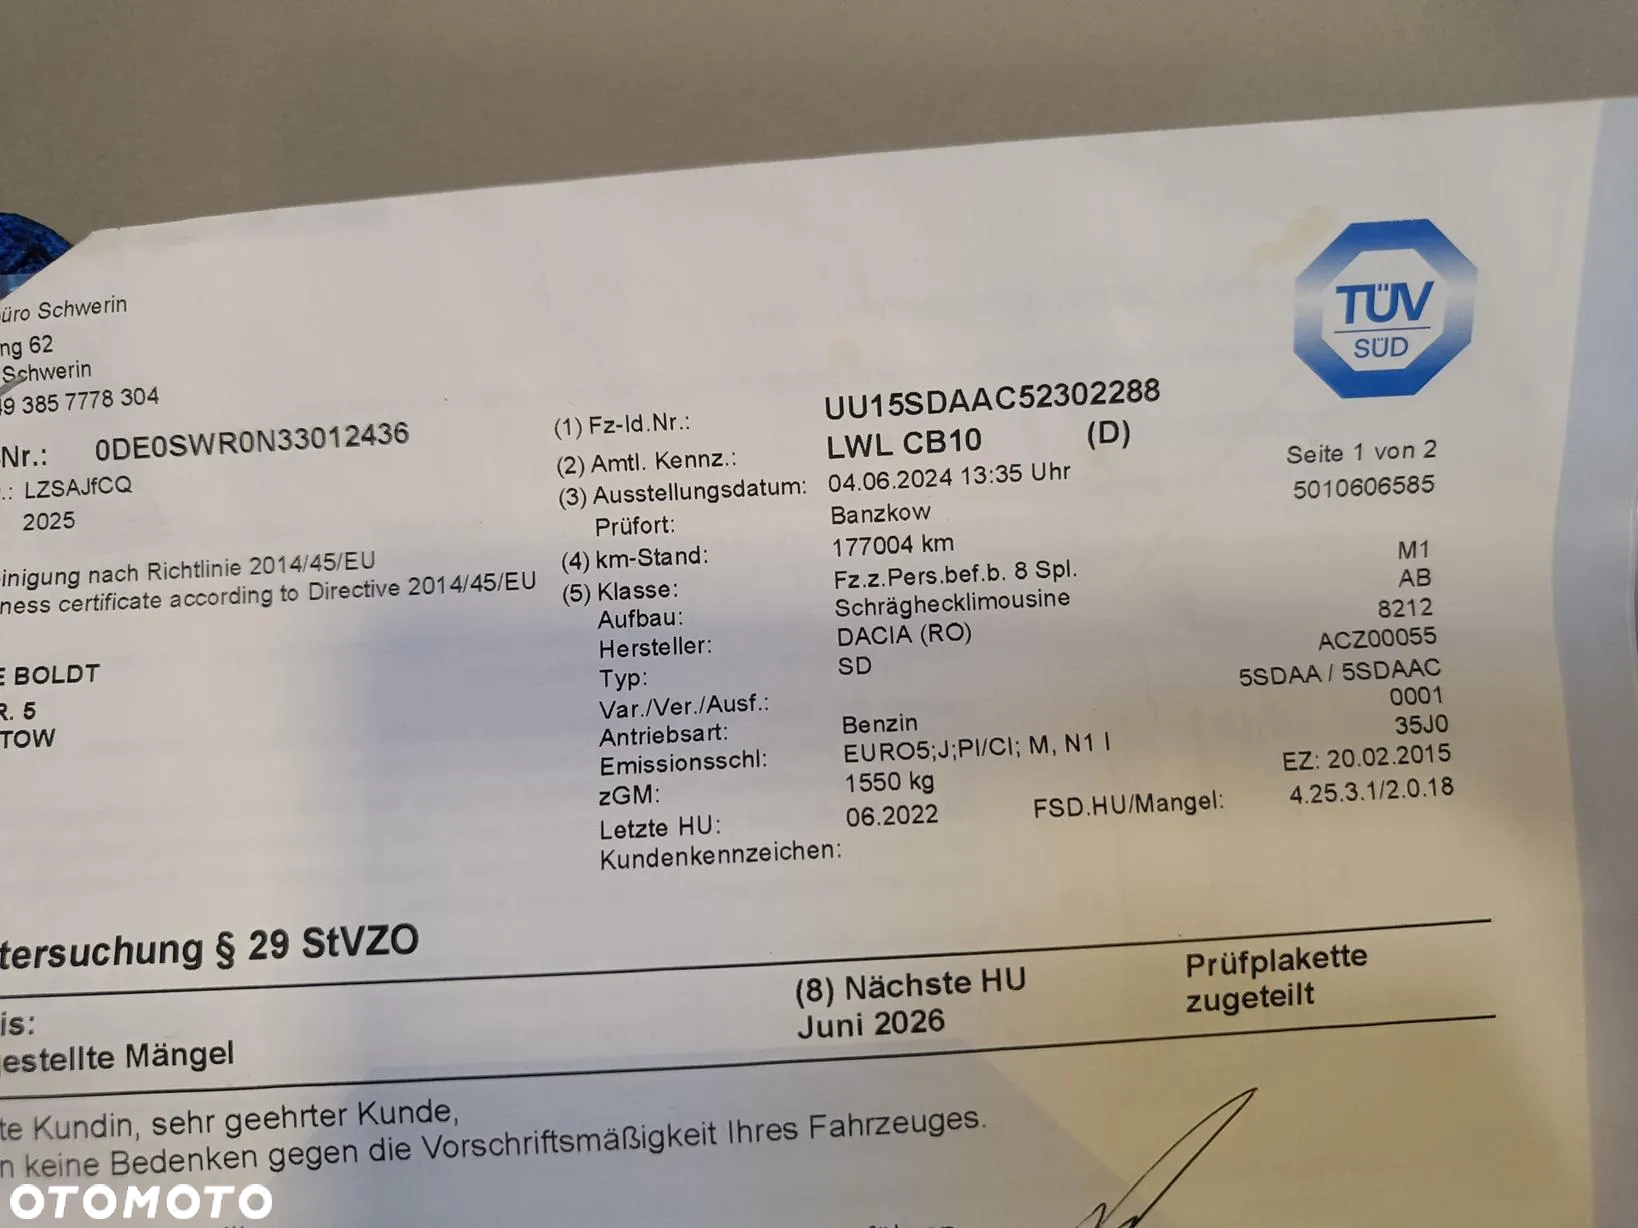 TÜV
SÜD
üro Schwerin
ng 62
Schwerin
49 385 7778 304
Nr.: 0DE0SWR0N33012436
.: LZSAJfCQ
2025
inigung nach Richtlinie 2014/45/EU
ness certificate according to Directive 2014/45/EU
E BOLDT
R. 5
TOW
(1) Fz-Id.Nr.: UU15SDAAC52302288
(2) Amtl. Kennz.: LWL CB10 (D)
(3) Ausstellungsdatum: 04.06.2024 13:35 Uhr
Seite 1 von 2
5010606585
Prüfort: Banzkow
(4) km-Stand: 177004 km
(5) Klasse: Fz.z.Pers.bef.b. 8 Spl. M1
Aufbau: Schräghecklimousine AB
Hersteller: DACIA (RO) 8212
Typ: SD ACZ00055
Var./Ver./Ausf.: 5SDAA / 5SDAAC
0001
Antriebsart: Benzin
Emissionsschl: EURO5;J;PI/CI; M, N1 I 35J0
zGM: 1550 kg EZ: 20.02.2015
Letzte HU: 06.2022 FSD.HU/Mangel: 4.25.3.1/2.0.18
Kundenkennzeichen:
tersuchung § 29 StVZO
is:
gestellte Mängel
(8) Nächste HU
Juni 2026
Prüfplakette
zugeteilt
te Kundin, sehr geehrter Kunde,
n keine Bedenken gegen die Vorschriftsmäßigkeit Ihres Fahrzeuges.
OTOMOTO